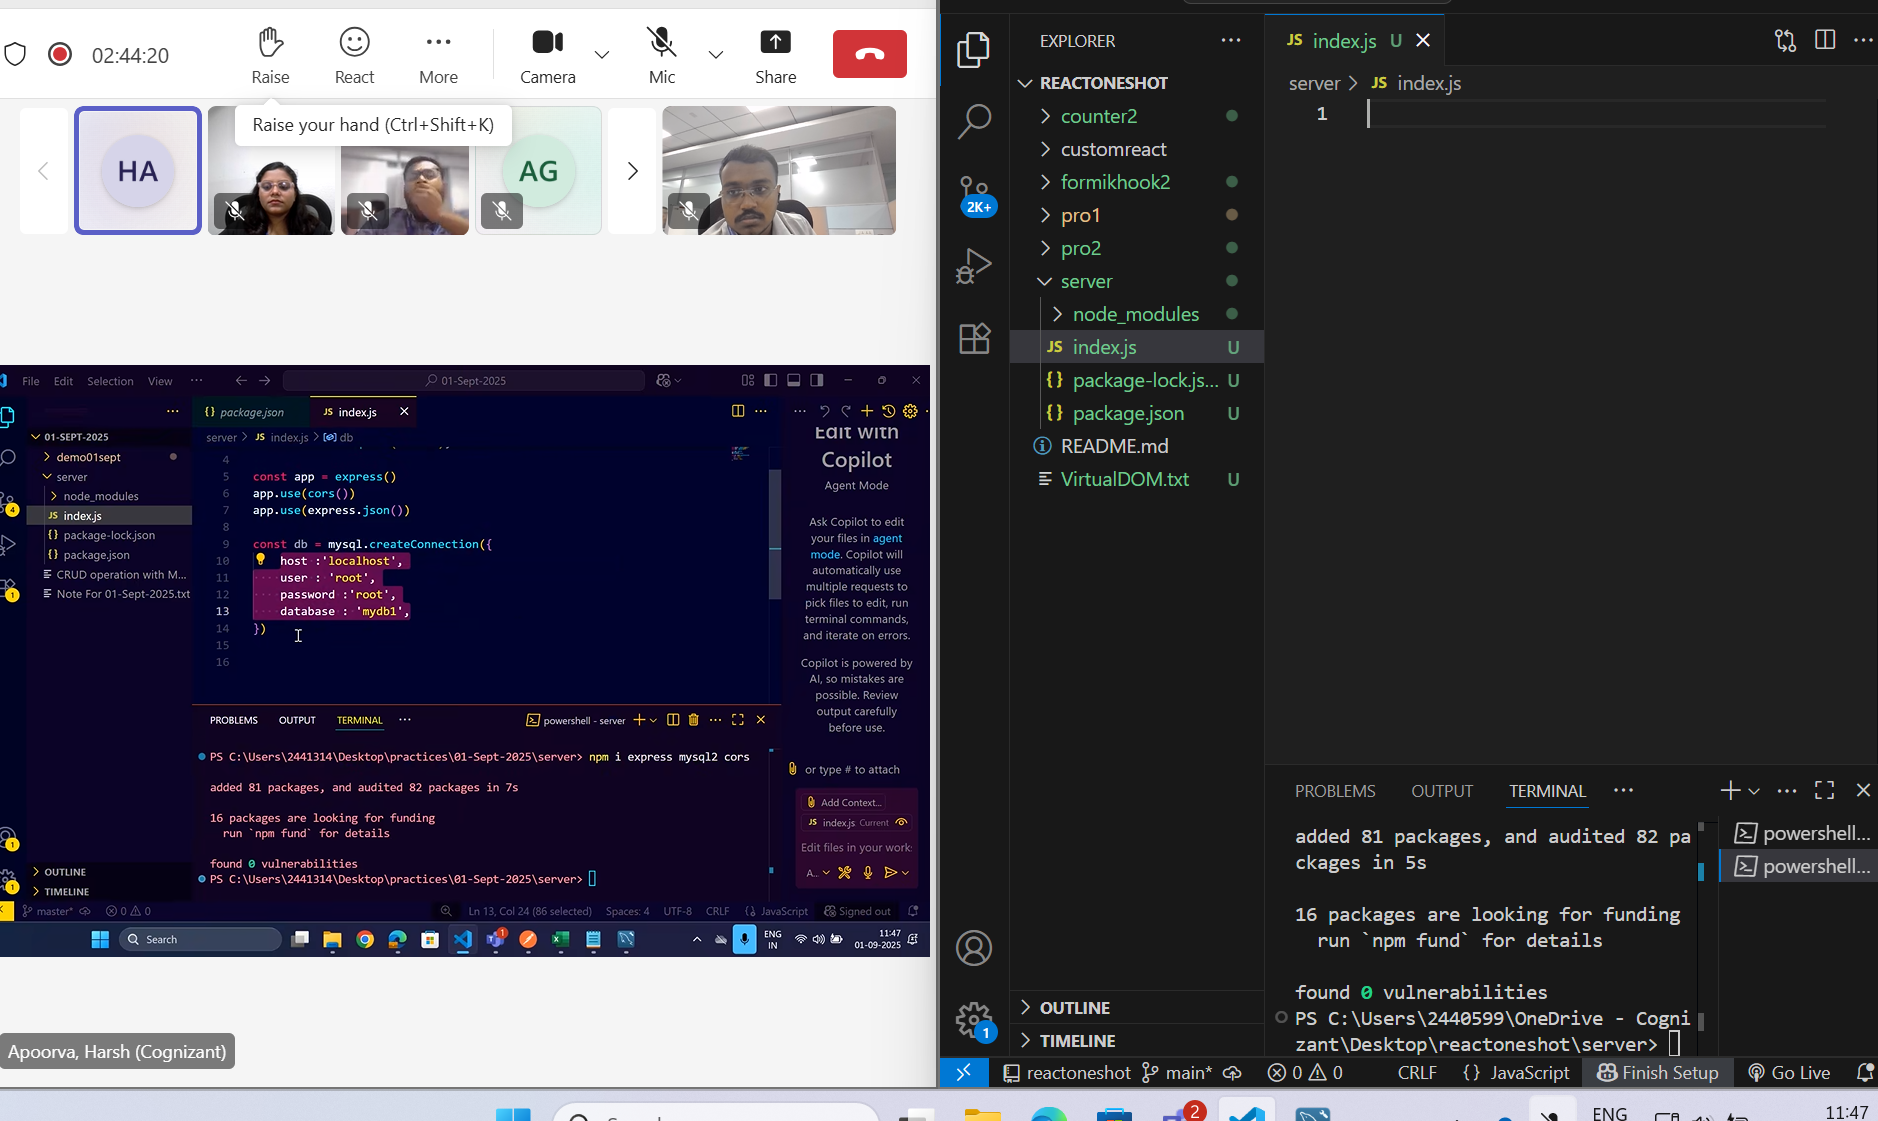 02:44:20
Raise
React
More
Camera
Mic
Share
Raise your hand (Ctrl+Shift+K)
HA
AG
File Edit Selection View ···
01-Sept-2025
{} package.json
JS index.js
server > JS index.js > db
01-SEPT-2025
demo01sept
server
node_modules
JS index.js
{} package-lock.json
{} package.json
CRUD operation with M...
Note For 01-Sept-2025.txt
OUTLINE
TIMELINE
4
5 const app = express()
6 app.use(cors())
7 app.use(express.json())
8
9 const db = mysql.createConnection({
10 host :'localhost',
11 user : 'root',
12 password :'root',
13 database : 'mydb1',
14 })
15
16
PROBLEMS OUTPUT TERMINAL ···
powershell - server
PS C:\Users\2441314\Desktop\practices\01-Sept-2025\server> npm i express mysql2 cors
added 81 packages, and audited 82 packages in 7s
16 packages are looking for funding
run `npm fund` for details
found 0 vulnerabilities
PS C:\Users\2441314\Desktop\practices\01-Sept-2025\server>
Edit with
Copilot
Agent Mode
Ask Copilot to edit
your files in agent
mode. Copilot will
automatically use
multiple requests to
pick files to edit, run
terminal commands,
and iterate on errors.
Copilot is powered by
AI, so mistakes are
possible. Review
output carefully
before use.
or type # to attach
Add Context...
JS index.js Current
Edit files in your work:
A..
4
1
1
1
master* 0 0
Ln 13, Col 24 (86 selected) Spaces: 4 UTF-8 CRLF {} JavaScript Signed out
Search
1
ENG
IN
11:47
01-09-2025
Apoorva, Harsh (Cognizant)
EXPLORER
REACTONESHOT
counter2
customreact
formikhook2
pro1
pro2
server
node_modules
JS index.js U
{} package-lock.js... U
{} package.json U
README.md
VirtualDOM.txt U
OUTLINE
TIMELINE
2K+
1
JS index.js U
server > JS index.js
1
PROBLEMS OUTPUT TERMINAL ···
added 81 packages, and audited 82 pa
ckages in 5s
16 packages are looking for funding
run `npm fund` for details
found 0 vulnerabilities
PS C:\Users\2440599\OneDrive - Cogni
zant\Desktop\reactoneshot\server>
powershell...
powershell...
reactoneshot main* 0 0 CRLF {} JavaScript Finish Setup Go Live
2
ENG
11:47